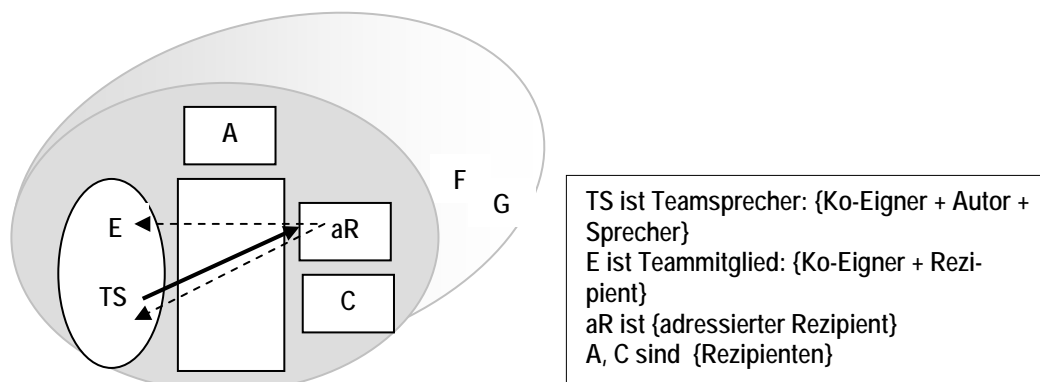 A
F
G
E
aR
TS
C
TS ist Teamsprecher: {Ko-Eigner + Autor +
Sprecher}
E ist Teammitglied: {Ko-Eigner + Rezi-
pient}
aR ist {adressierter Rezipient}
A, C sind {Rezipienten}